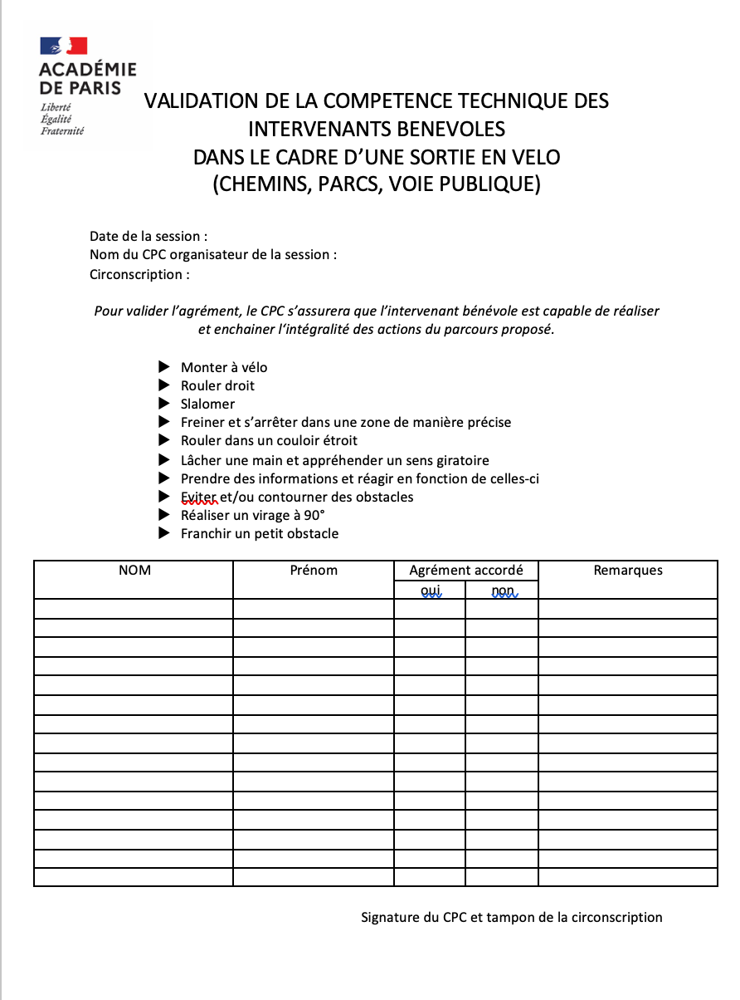 ACADÉMIE
DE PARIS
Liberté
Égalité
Fraternité
VALIDATION DE LA COMPETENCE TECHNIQUE DES
INTERVENANTS BENEVOLES
DANS LE CADRE D’UNE SORTIE EN VELO
(CHEMINS, PARCS, VOIE PUBLIQUE)
Date de la session :
Nom du CPC organisateur de la session :
Circonscription :
Pour valider l’agrément, le CPC s’assurera que l’intervenant bénévole est capable de réaliser
et enchainer l‘intégralité des actions du parcours proposé.
Monter à vélo
Rouler droit
Slalomer
Freiner et s’arrêter dans une zone de manière précise
Rouler dans un couloir étroit
Lâcher une main et appréhender un sens giratoire
Prendre des informations et réagir en fonction de celles-ci
Eviter et/ou contourner des obstacles
Réaliser un virage à 90°
Franchir un petit obstacle
NOM Prénom Agrément accordé Remarques
oui non
Signature du CPC et tampon de la circonscription